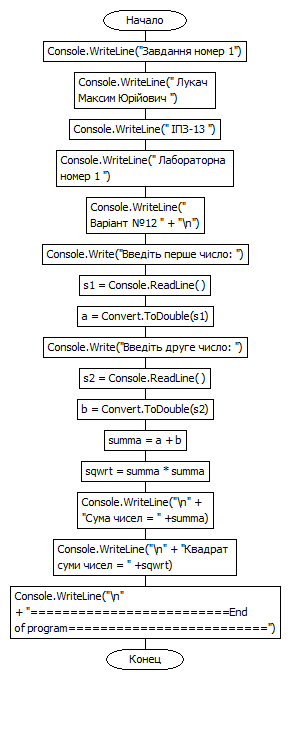 Начало
Console.WriteLine("Завдання номер 1")
Console.WriteLine(" Лукач
Максим Юрійович ")
Console.WriteLine(" ІПЗ-13 ")
Console.WriteLine(" Лабораторна
номер 1 ")
Console.WriteLine("
Варіант №12 " + "\n")
Console.Write("Введіть перше число: ")
s1 = Console.ReadLine( )
a = Convert.ToDouble(s1)
Console.Write("Введіть друге число: ")
s2 = Console.ReadLine( )
b = Convert.ToDouble(s2)
summa = a + b
sqwrt = summa * summa
Console.WriteLine("\n" +
"Сума чисел = " +summa)
Console.WriteLine("\n" + "Квадрат
суми чисел = " +sqwrt)
Console.WriteLine("\n"
+ "=========================End
of program=========================")
Конец